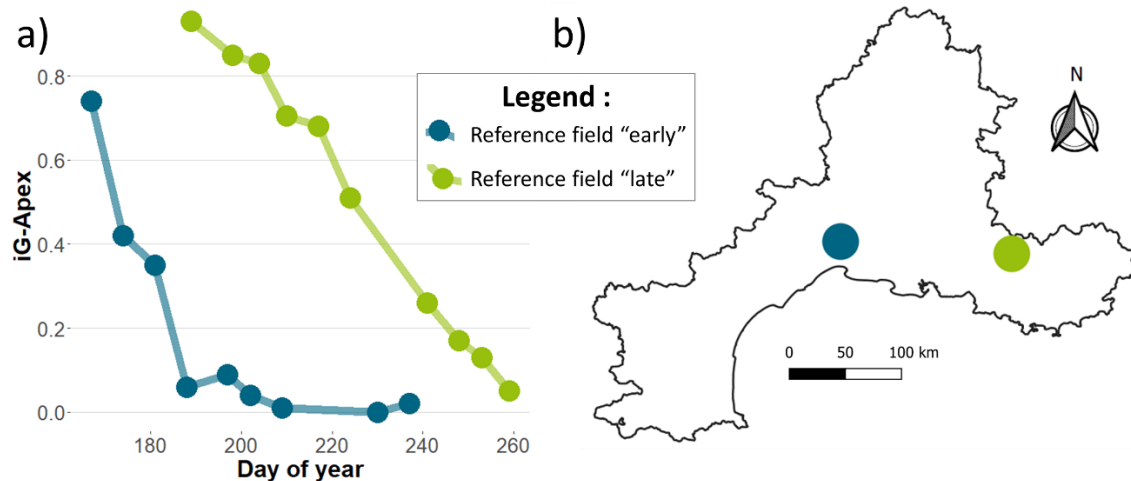 a)
0.8
0.6
0.4
0.2
0.0
iG-Apex
180
200
220
240
260
Day of year
Legend :
Reference field “early”
Reference field “late”
b)
N
0 50 100 km